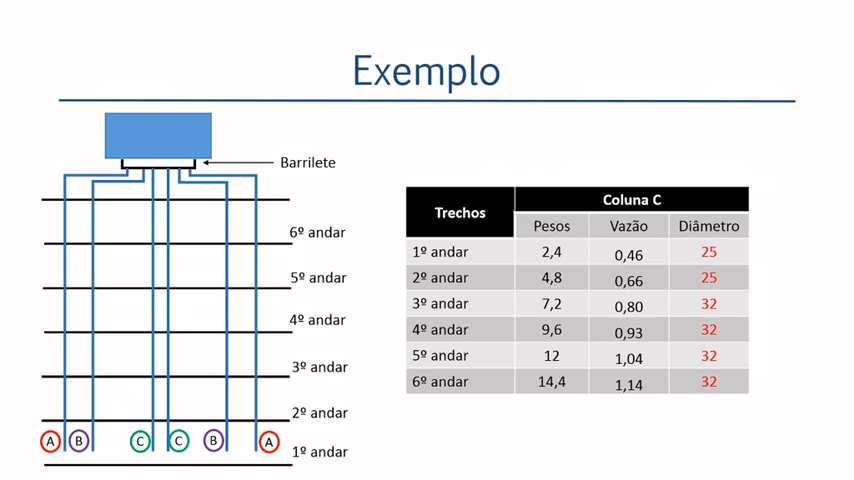 Exemplo
Barrilete
6º andar
5º andar
4º andar
3º andar
2º andar
1º andar
A B C C B A
Trechos Coluna C
Pesos Vazão Diâmetro
1º andar 2,4 0,46 25
2º andar 4,8 0,66 25
3º andar 7,2 0,80 32
4º andar 9,6 0,93 32
5º andar 12 1,04 32
6º andar 14,4 1,14 32